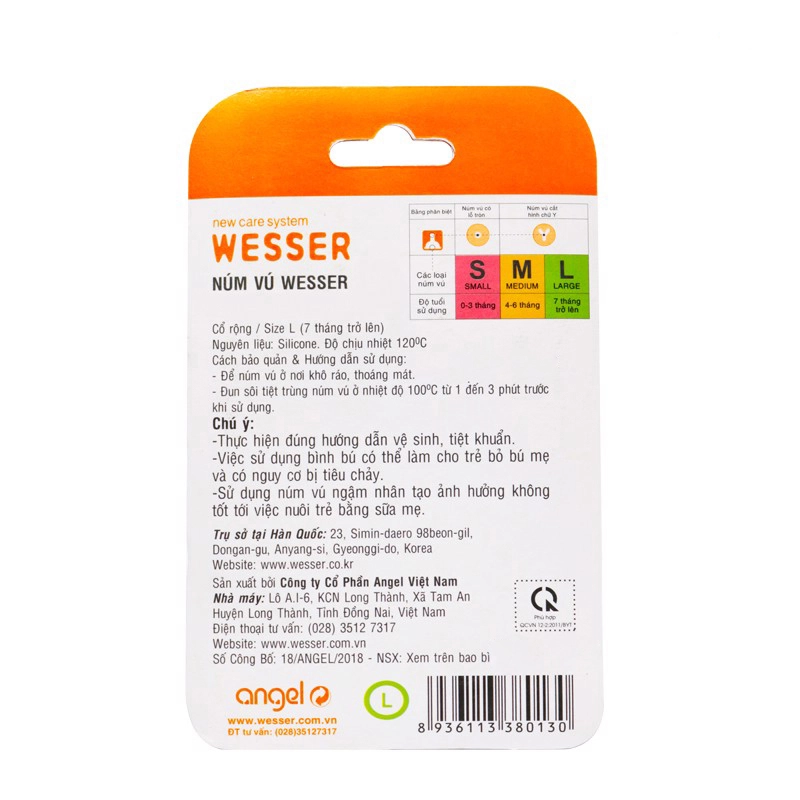 new care system
WESSER
NÚM VÚ WESSER
Bảng phân biệt
Núm vú có
lỗ tròn
Núm vú cắt
hình chữ Y
Các loại
núm vú
S
SMALL
M
MEDIUM
L
LARGE
Độ tuổi
sử dụng
0-3 tháng
4-6 tháng
7 tháng
trở lên
Cổ rộng / Size L (7 tháng trở lên)
Nguyên liệu: Silicone. Độ chịu nhiệt 120ºC
Cách bảo quản & Hướng dẫn sử dụng:
- Để núm vú ở nơi khô ráo, thoáng mát.
- Đun sôi tiệt trùng núm vú ở nhiệt độ 100ºC từ 1 đến 3 phút trước
khi sử dụng.
Chú ý:
-Thực hiện đúng hướng dẫn vệ sinh, tiệt khuẩn.
-Việc sử dụng bình bú có thể làm cho trẻ bỏ bú mẹ
và có nguy cơ bị tiêu chảy.
-Sử dụng núm vú ngậm nhân tạo ảnh hưởng không
tốt tới việc nuôi trẻ bằng sữa mẹ.
Trụ sở tại Hàn Quốc: 23, Simin-daero 98beon-gil,
Dongan-gu, Anyang-si, Gyeonggi-do, Korea
Website: www.wesser.co.kr
Sản xuất bởi Công ty Cổ Phần Angel Việt Nam
Nhà máy: Lô A.I-6, KCN Long Thành, Xã Tam An
Huyện Long Thành, Tỉnh Đồng Nai, Việt Nam
Điện thoại tư vấn: (028) 3512 7317
Website: www.wesser.com.vn
Số Công Bố: 18/ANGEL/2018 - NSX: Xem trên bao bì
Phù hợp
QCVN 12-2:2011/BYT
angel
www.wesser.com.vn
ĐT tư vấn: (028)35127317
L
8 936113 380130